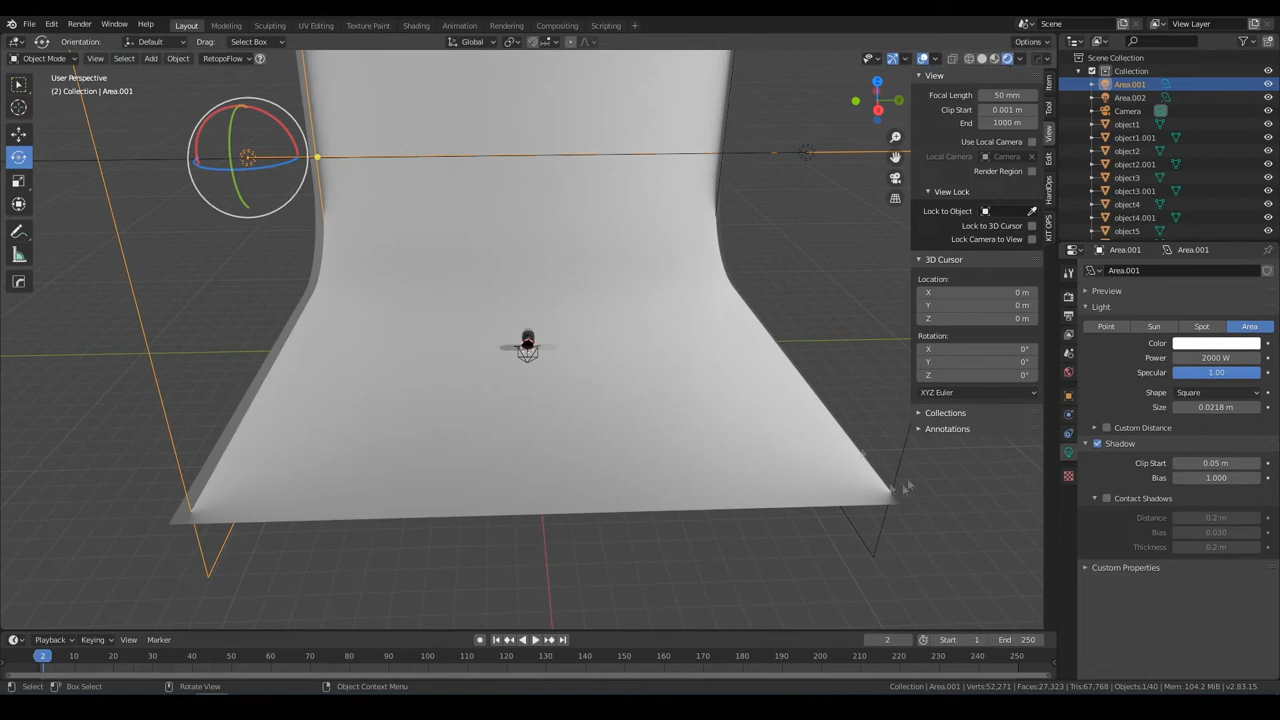 File Edit Render Window Help Layout Modeling Sculpting UV Editing Texture Paint Shading Animation Rendering Compositing Scripting + Scene View Layer
Orientation: Default Drag: Select Box Global Options
Object Mode View Select Add Object RetopoFlow
User Perspective
(2) Collection | Area.001
View
Focal Length 50 mm
Clip Start 0.001 m
End 1000 m
Use Local Camera
Local Camera Camera
Render Region
View Lock
Lock to Object
Lock to 3D Cursor
Lock Camera to View
3D Cursor
Location:
X 0 m
Y 0 m
Z 0 m
Rotation:
X 0°
Y 0°
Z 0°
XYZ Euler
Collections
Annotations
Item
Tool
View
Edit
HardOps
KIT OPS
Scene Collection
Collection
Area.001
Area.002
Camera
object1
object1.001
object2
object2.001
object3
object3.001
object4
object4.001
object5
Area.001 Area.001
Area.001
Preview
Light
Point Sun Spot Area
Color
Power 2000 W
Specular 1.00
Shape Square
Size 0.0218 m
Custom Distance
Shadow
Clip Start 0.05 m
Bias 1.000
Contact Shadows
Distance 0.2 m
Bias 0.030
Thickness 0.2 m
Custom Properties
Playback Keying View Marker 2 Start 1 End 250
2 10 20 30 40 50 60 70 80 90 100 110 120 130 140 150 160 170 180 190 200 210 220 230 240 250
Select Box Select Rotate View Object Context Menu Collection | Area.001 | Verts:52,271 | Faces:27,323 | Tris:67,768 | Objects:1/40 | Mem: 104.2 MiB | v2.83.15